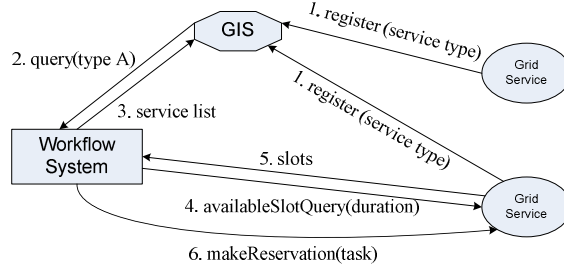 1. register (service type)
GIS
Grid
Service
2. query(type A)
3. service list
1. register (service type)
Workflow
System
5. slots
4. availableSlotQuery(duration)
Grid
Service
6. makeReservation(task)